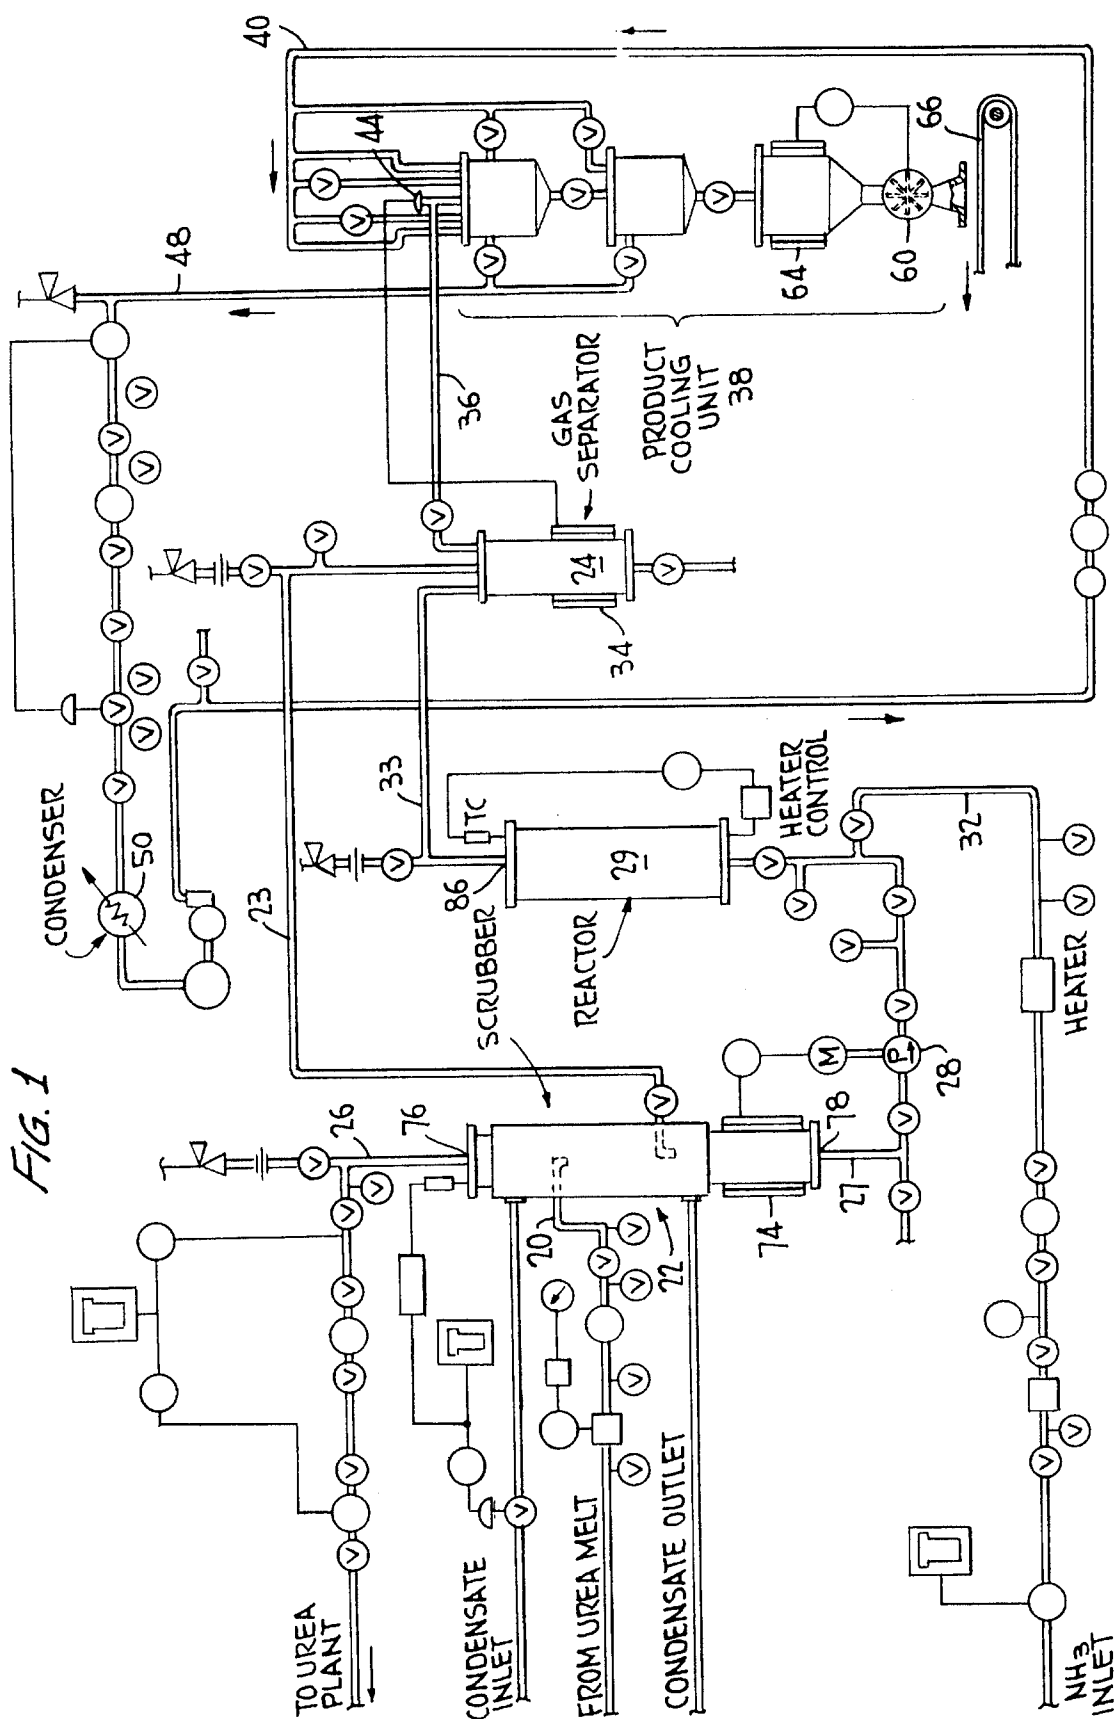 FIG. 1
TO UREA
PLANT
V
V
V
V
V
V
V
26
76
CONDENSATE
INLET
V
FROM UREA MELT
V
V
V
V
V
20
CONDENSATE OUTLET
22
74
78
27
V
V
V
SCRUBBER
23
M
P
28
V
V
V
V
V
V
REACTOR
29
86
V
TC
33
HEATER
CONTROL
32
NH3
INLET
V
V
V
V
V
HEATER
V
V
CONDENSER
50
V
V
V
V
V
V
V
V
V
V
48
V
V
V
V
24
34
GAS
SEPARATOR
36
PRODUCT
COOLING
UNIT
38
40
44
V
V
V
V
V
V
V
V
64
60
66